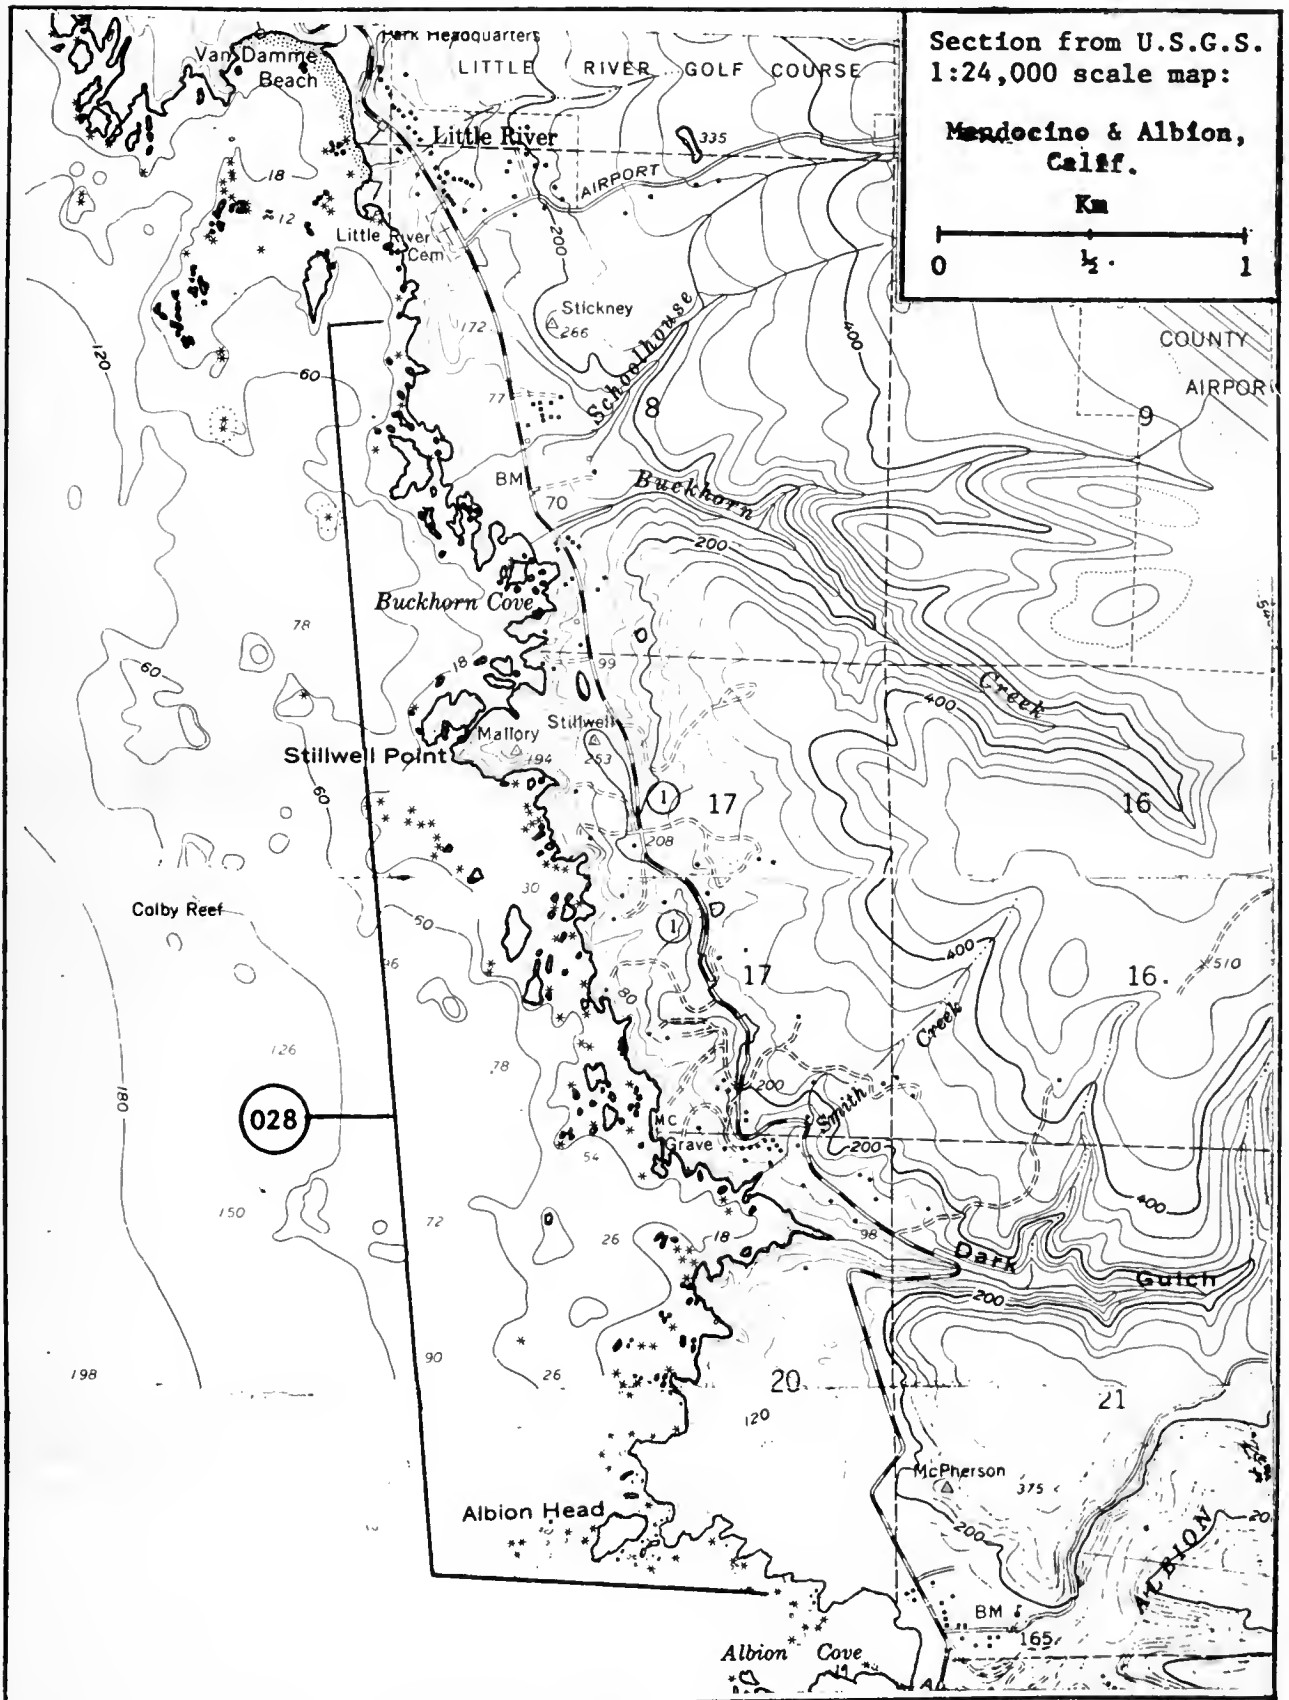 Park Headquarters
Section from U.S.G.S.
1:24,000 scale map:
Mendocino & Albion,
Calif.
Km
0 ½ 1
Van Damme
Beach
LITTLE RIVER GOLF COURSE
Little River
335
AIRPORT
18
12
Little River
Cem
200
Stickney
266
172
Schoolhouse
400
COUNTY
AIRPOR
120
60
77
8
9
BM
70
Buckhorn
200
Buckhorn Cove
78
60
18
99
Creek
400
Stillwell
Mallory
194
253
Stillwell Point
60
1
17
16
208
30
Colby Reef
60
1
96
17
400
16.
510
80
Creek
126
78
180
200
028
MC
Grave
Smith
54
200
400
150
72
26
18
98
Dark
Gulch
200
198
90
26
20
21
120
McPherson
375
Albion Head
200
20
ALBION
BM
165
Albion Cove
19
A